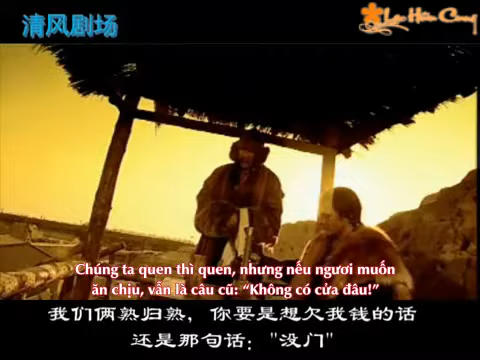 清风剧场
Lạc Hồn Cung
Chúng ta quen thì quen, nhưng nếu ngươi muốn
ăn chịu, vẫn là câu cũ: “Không có cửa đâu!”
我们俩熟归熟，你要是想欠我钱的话
还是那句话："没门"